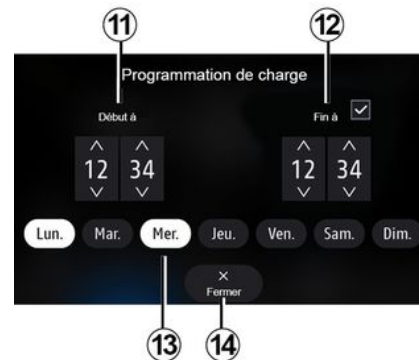 11 12
Programmation de charge
Début à Fin à
12 34 12 34
Lun. Mar. Mer. Jeu. Ven. Sam. Dim.
×
Fermer
13 14